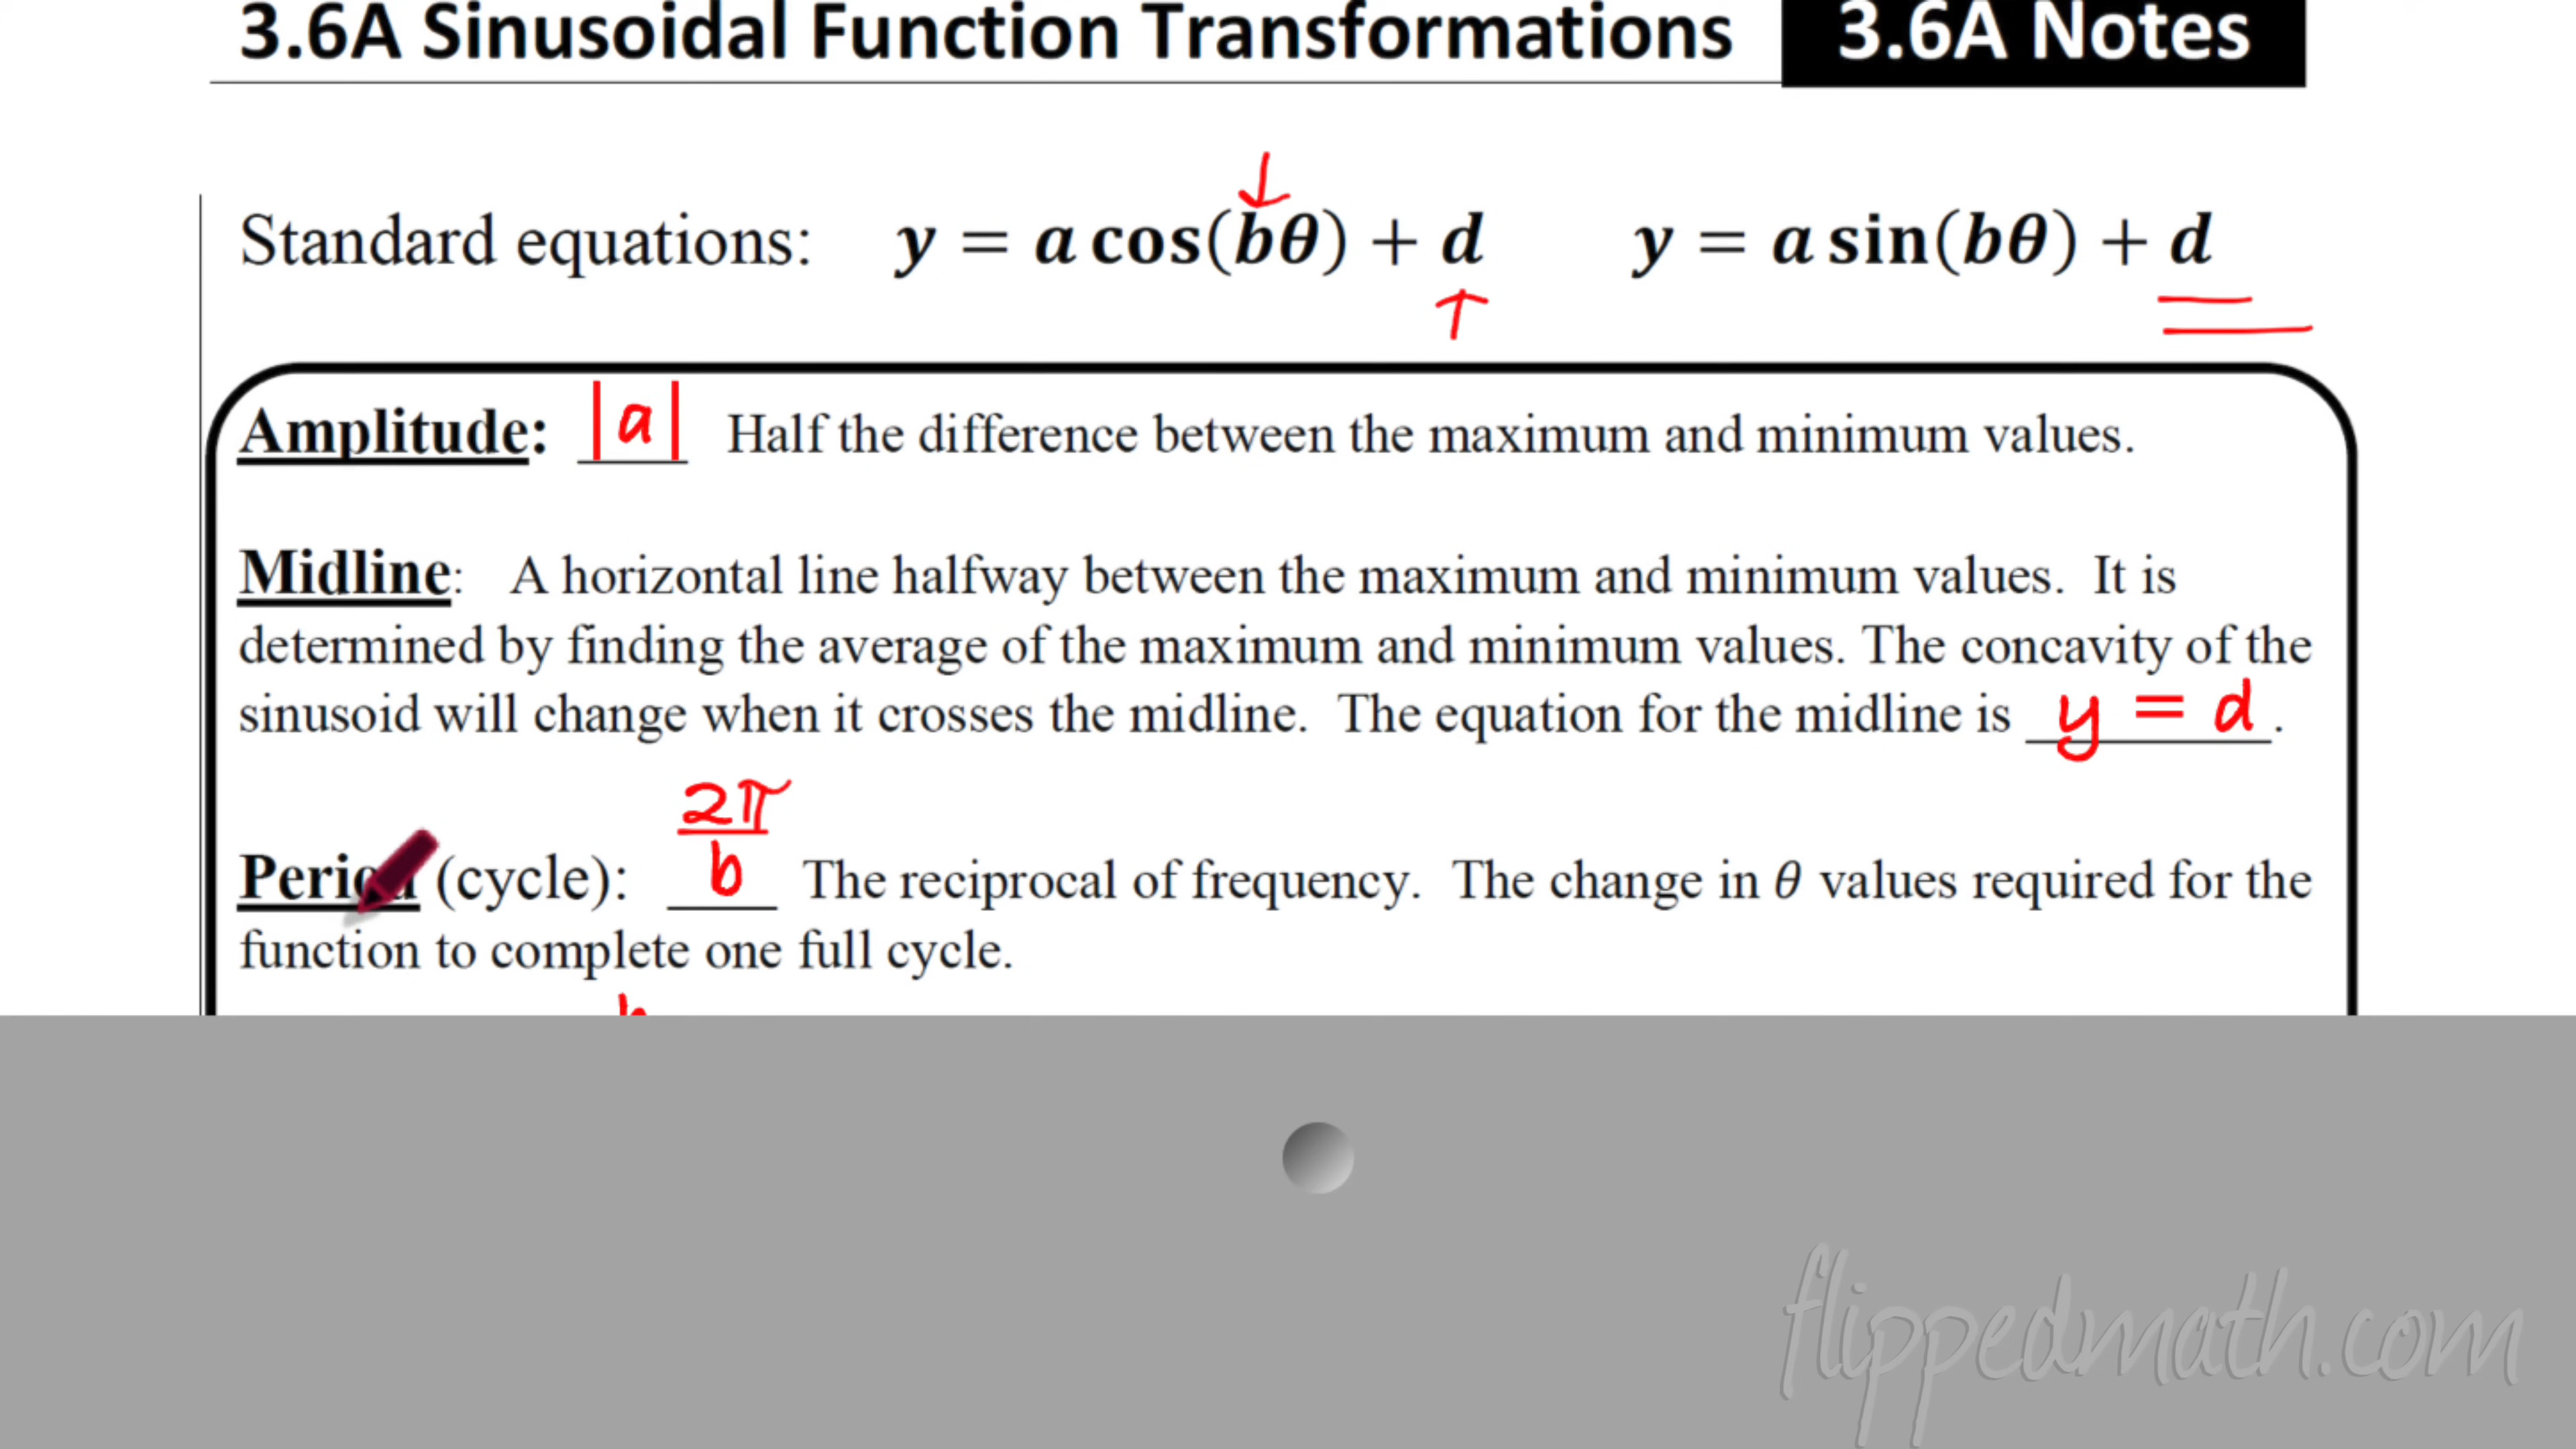 3.6A Sinusoidal Function Transformations 3.6A Notes
Standard equations: y = a cos(bθ) + d y = a sin(bθ) + d
Amplitude: |a| Half the difference between the maximum and minimum values.
Midline: A horizontal line halfway between the maximum and minimum values. It is
determined by finding the average of the maximum and minimum values. The concavity of the
sinusoid will change when it crosses the midline. The equation for the midline is y = d.
Period (cycle): 2π/b The reciprocal of frequency. The change in θ values required for the
function to complete one full cycle.
flippedmath.com